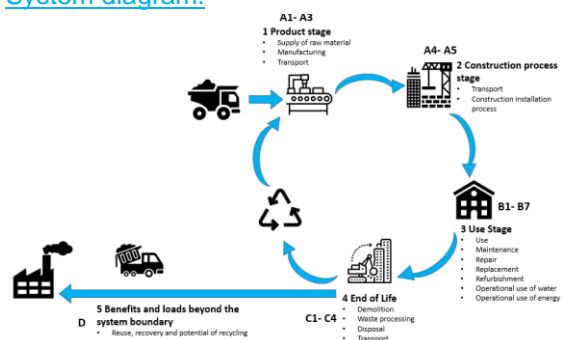 System diagram:
A1- A3
1 Product stage
• Supply of raw material
• Manufacturing
• Transport
A4- A5
2 Construction process
stage
• Transport
• Construction installation
process
B1- B7
3 Use Stage
• Use
• Maintenance
• Repair
• Replacement
• Refurbishment
• Operational use of water
• Operational use of energy
4 End of Life
C1- C4
• Demolition
• Waste processing
• Disposal
• Transport
5 Benefits and loads beyond the
D system boundary
• Reuse, recovery and potential of recycling